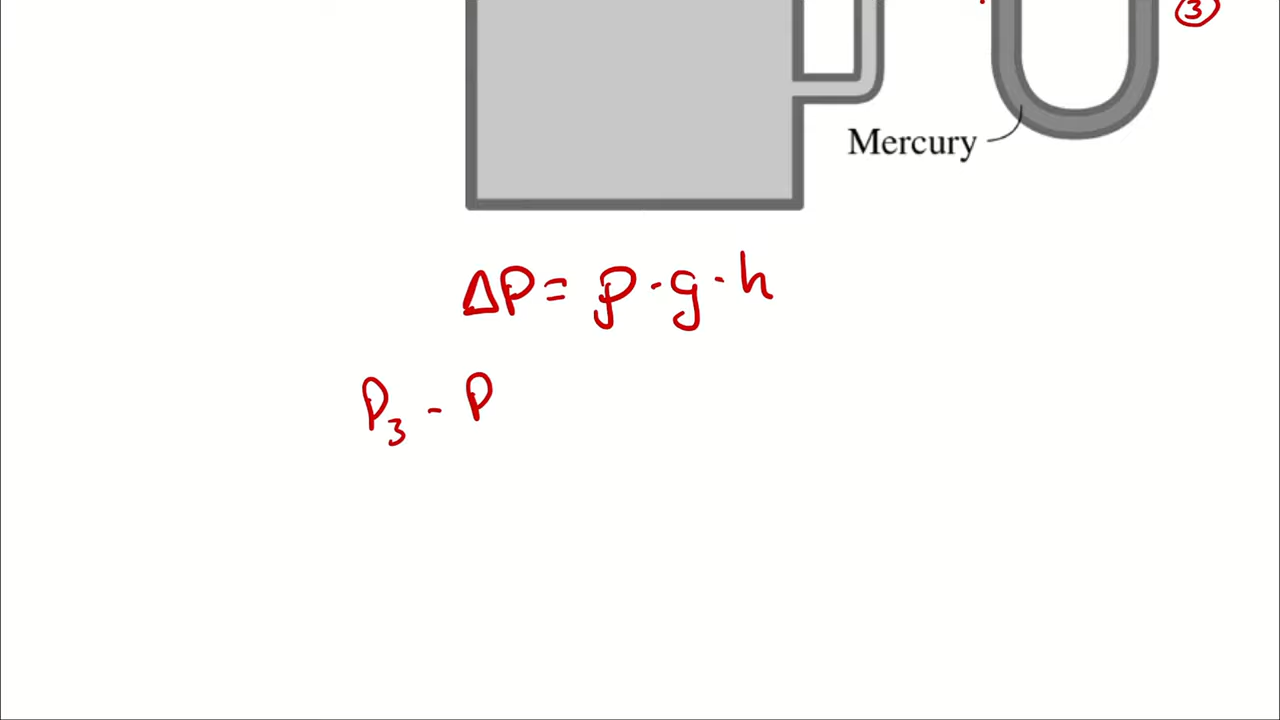 ③
Mercury
ΔP = ρ · g · h
P₃ - P